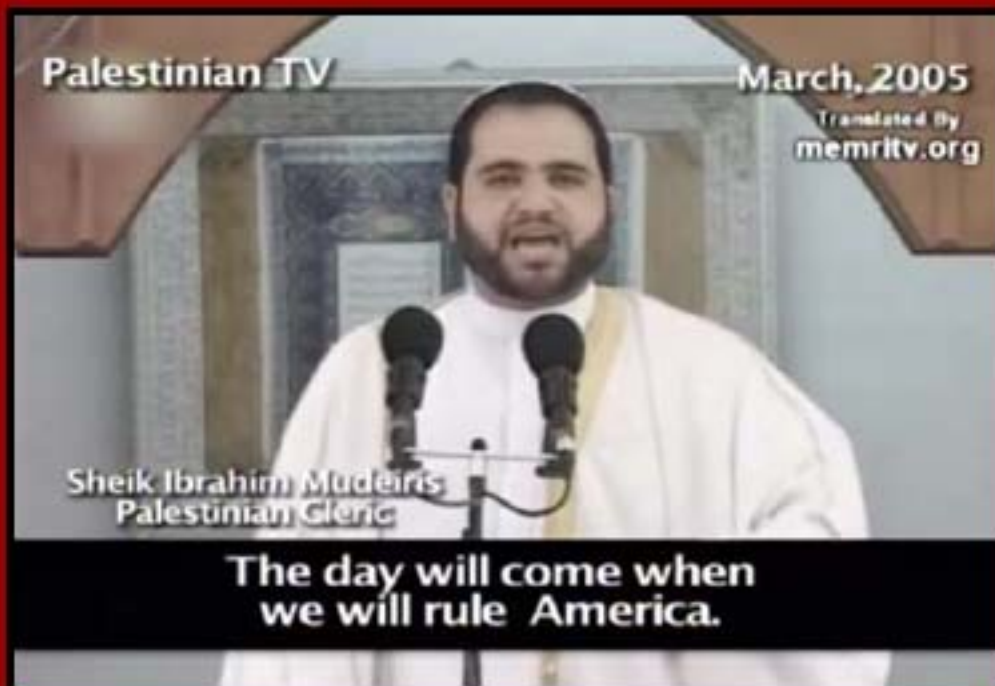 Palestinian TV
March, 2005
Translated By
memritv.org
Sheik Ibrahim Mudeiris
Palestinian Cleric
The day will come when
we will rule America.